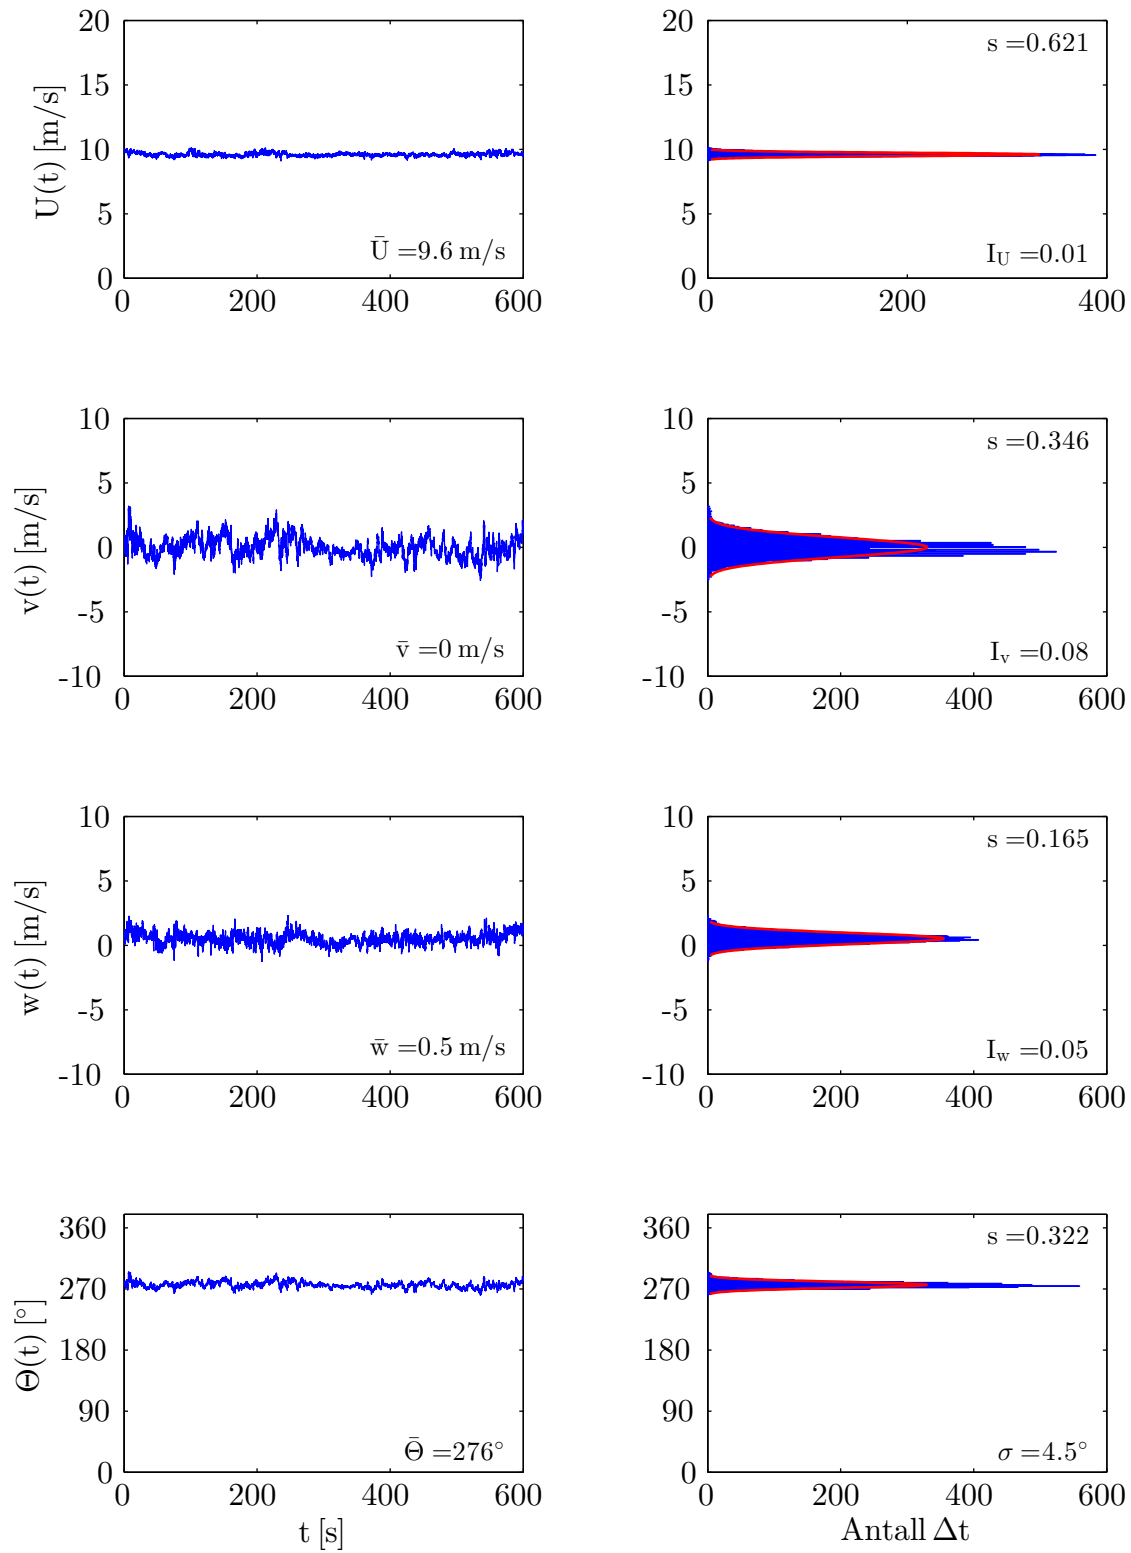 U(t) [m/s]
20
15
10
5
0
Ū =9.6 m/s
0 200 400 600
20
15
10
5
0
s =0.621
I_U =0.01
0 200 400
v(t) [m/s]
10
5
0
-5
-10
v̄ =0 m/s
0 200 400 600
10
5
0
-5
-10
s =0.346
I_v =0.08
0 200 400 600
w(t) [m/s]
10
5
0
-5
-10
w̄ =0.5 m/s
0 200 400 600
10
5
0
-5
-10
s =0.165
I_w =0.05
0 200 400 600
Θ(t) [°]
360
270
180
90
0
Θ̄ =276°
0 200 400 600
t [s]
360
270
180
90
0
s =0.322
σ =4.5°
0 200 400 600
Antall Δt